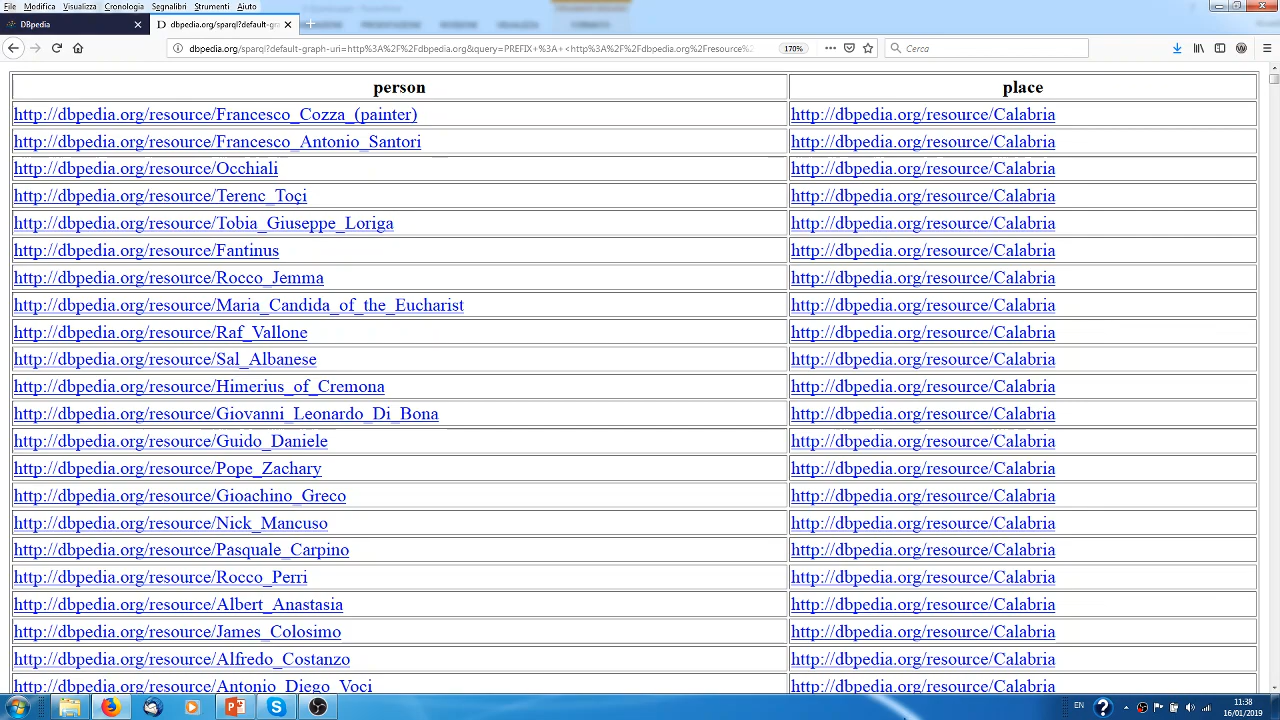 File Modifica Visualizza Cronologia Segnalibri Strumenti Aiuto
DBpedia
dbpedia.org/sparql?default-gra
dbpedia.org/sparql?default-graph-uri=http%3A%2F%2Fdbpedia.org&query=PREFIX+%3A+<http%3A%2F%2Fdbpedia.org%2Fresource%
170%
Cerca
person place
http://dbpedia.org/resource/Francesco_Cozza_(painter) http://dbpedia.org/resource/Calabria
http://dbpedia.org/resource/Francesco_Antonio_Santori http://dbpedia.org/resource/Calabria
http://dbpedia.org/resource/Occhiali http://dbpedia.org/resource/Calabria
http://dbpedia.org/resource/Terenc_Toçi http://dbpedia.org/resource/Calabria
http://dbpedia.org/resource/Tobia_Giuseppe_Loriga http://dbpedia.org/resource/Calabria
http://dbpedia.org/resource/Fantinus http://dbpedia.org/resource/Calabria
http://dbpedia.org/resource/Rocco_Jemma http://dbpedia.org/resource/Calabria
http://dbpedia.org/resource/Maria_Candida_of_the_Eucharist http://dbpedia.org/resource/Calabria
http://dbpedia.org/resource/Raf_Vallone http://dbpedia.org/resource/Calabria
http://dbpedia.org/resource/Sal_Albanese http://dbpedia.org/resource/Calabria
http://dbpedia.org/resource/Himerius_of_Cremona http://dbpedia.org/resource/Calabria
http://dbpedia.org/resource/Giovanni_Leonardo_Di_Bona http://dbpedia.org/resource/Calabria
http://dbpedia.org/resource/Guido_Daniele http://dbpedia.org/resource/Calabria
http://dbpedia.org/resource/Pope_Zachary http://dbpedia.org/resource/Calabria
http://dbpedia.org/resource/Gioachino_Greco http://dbpedia.org/resource/Calabria
http://dbpedia.org/resource/Nick_Mancuso http://dbpedia.org/resource/Calabria
http://dbpedia.org/resource/Pasquale_Carpino http://dbpedia.org/resource/Calabria
http://dbpedia.org/resource/Rocco_Perri http://dbpedia.org/resource/Calabria
http://dbpedia.org/resource/Albert_Anastasia http://dbpedia.org/resource/Calabria
http://dbpedia.org/resource/James_Colosimo http://dbpedia.org/resource/Calabria
http://dbpedia.org/resource/Alfredo_Costanzo http://dbpedia.org/resource/Calabria
http://dbpedia.org/resource/Antonio_Diego_Voci http://dbpedia.org/resource/Calabria
EN
11:38
16/01/2019